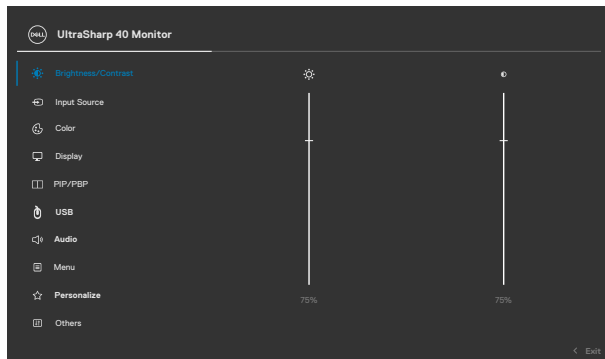 DELL UltraSharp 40 Monitor
Brightness/Contrast
Input Source
Color
Display
PIP/PBP
USB
Audio
Menu
Personalize
Others
75% 75%
Exit